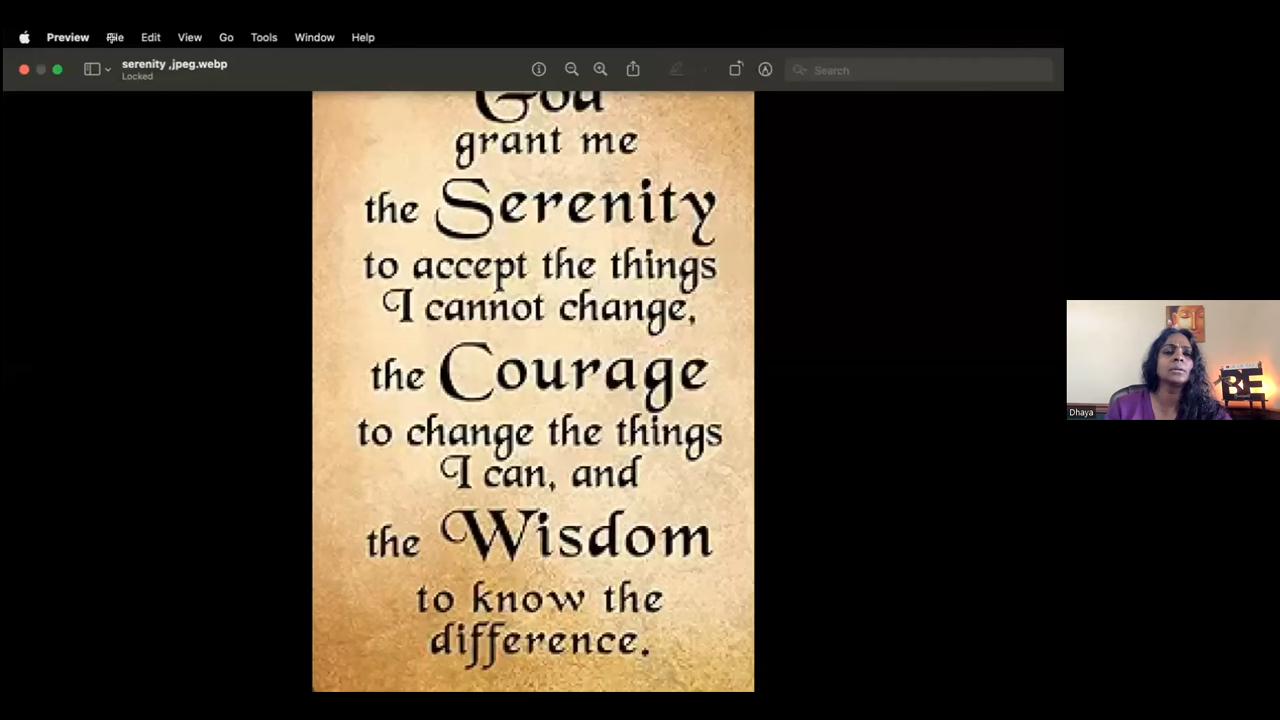 Preview File Edit View Go Tools Window Help
serenity ,jpeg.webp
Locked
Search
God
grant me
the Serenity
to accept the things
I cannot change,
the Courage
to change the things
I can, and
the Wisdom
to know the
difference.
BE
Dhaya